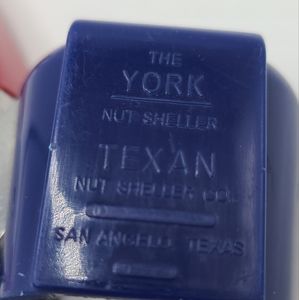 THE
YORK
NUT SHELLER
TEXAN
NUT SHELLER CO.
SAN ANGELO, TEXAS